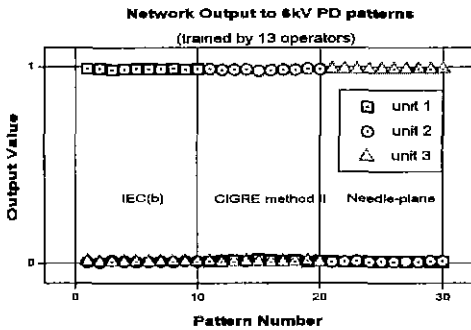 Network Output to 6kV PD patterns
(trained by 13 operators)
Output Value
1
0
unit 1
unit 2
unit 3
IEC(b)
CIGRE method II
Needle-plane
0
10
20
30
Pattern Number